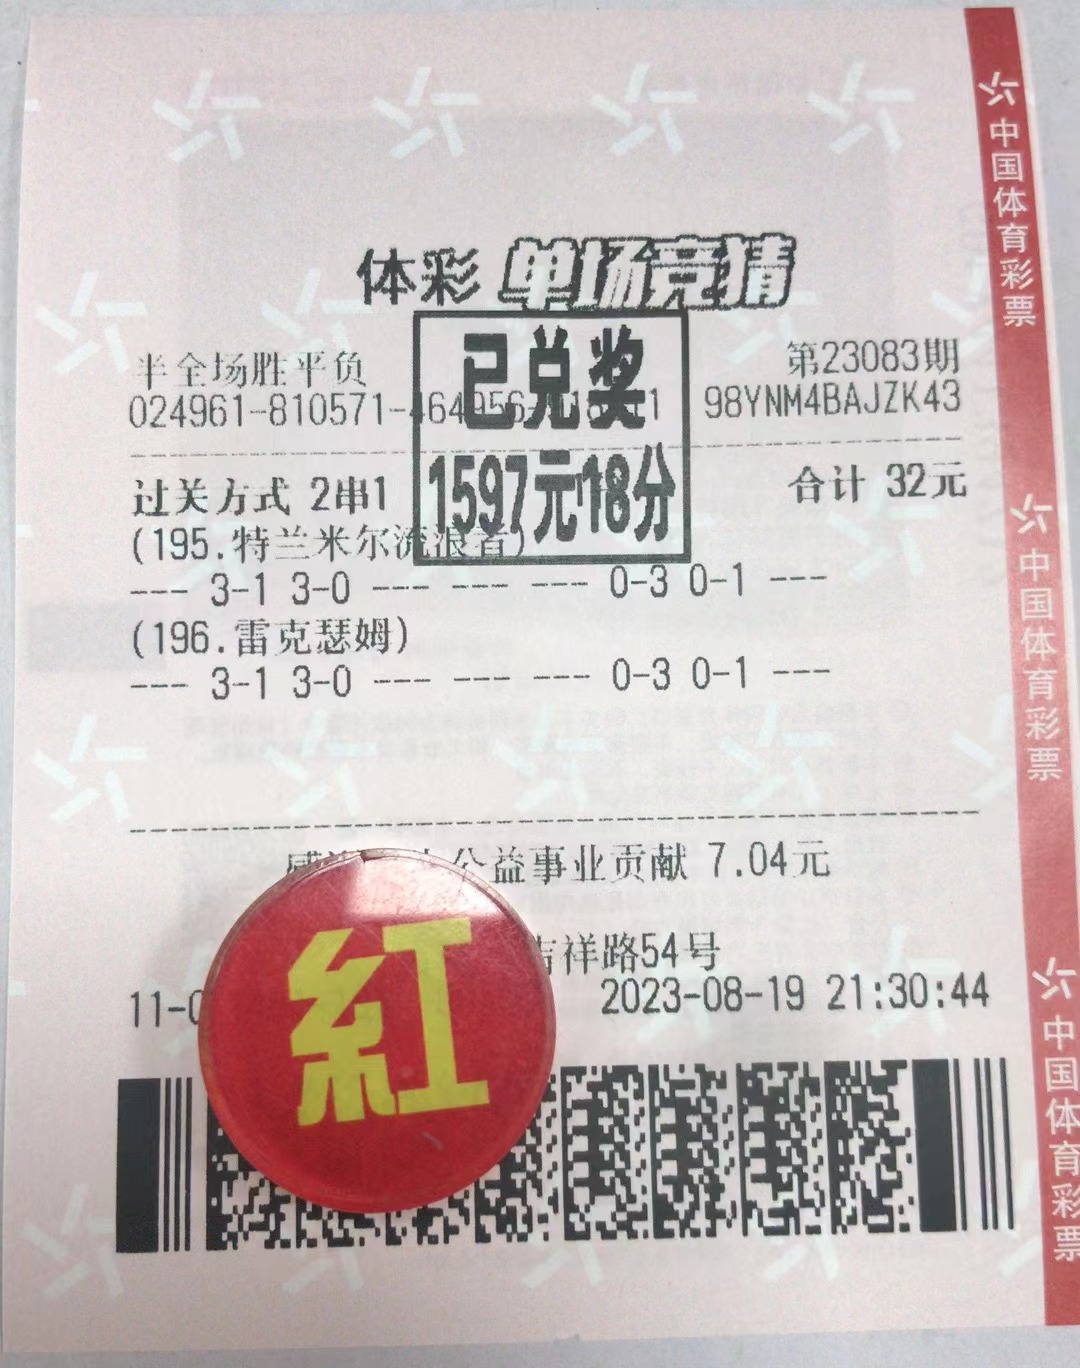 体彩 单场竞猜
已兑奖
1597元18分
半全场胜平负
第23083期
024961-810571-
98YNM4BAJZK43
过关方式 2串1
合计 32元
(195.特兰米尔流浪者)
--- 3-1 3-0 --- --- --- 0-3 0-1 ---
(196.雷克瑟姆)
--- 3-1 3-0 --- --- --- 0-3 0-1 ---
公益事业贡献 7.04元
吉祥路54号
11-0
2023-08-19 21:30:44
紅
中国体育彩票
中国体育彩票
中国体育彩票